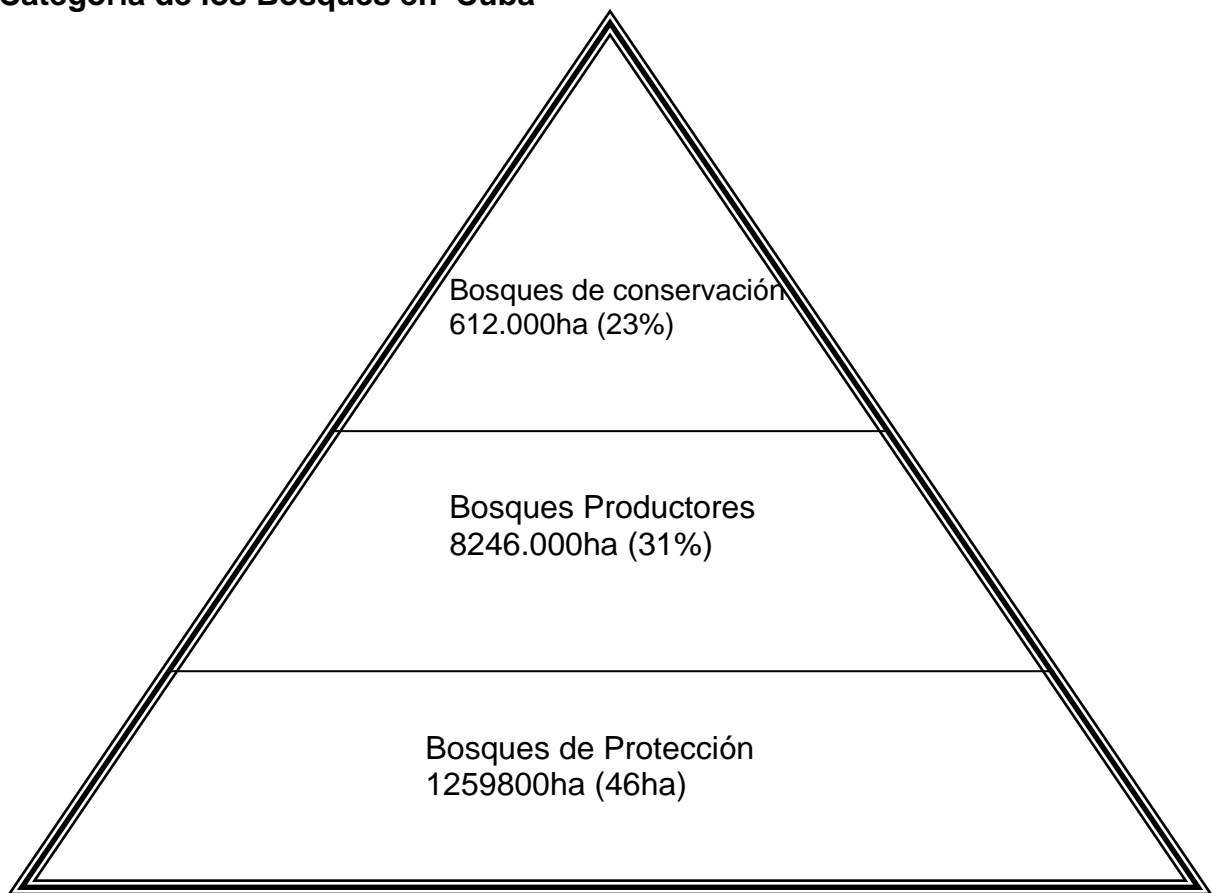 Categoría de los Bosques en Cuba
Bosques de conservación
612.000ha (23%)
Bosques Productores
8246.000ha (31%)
Bosques de Protección
1259800ha (46ha)